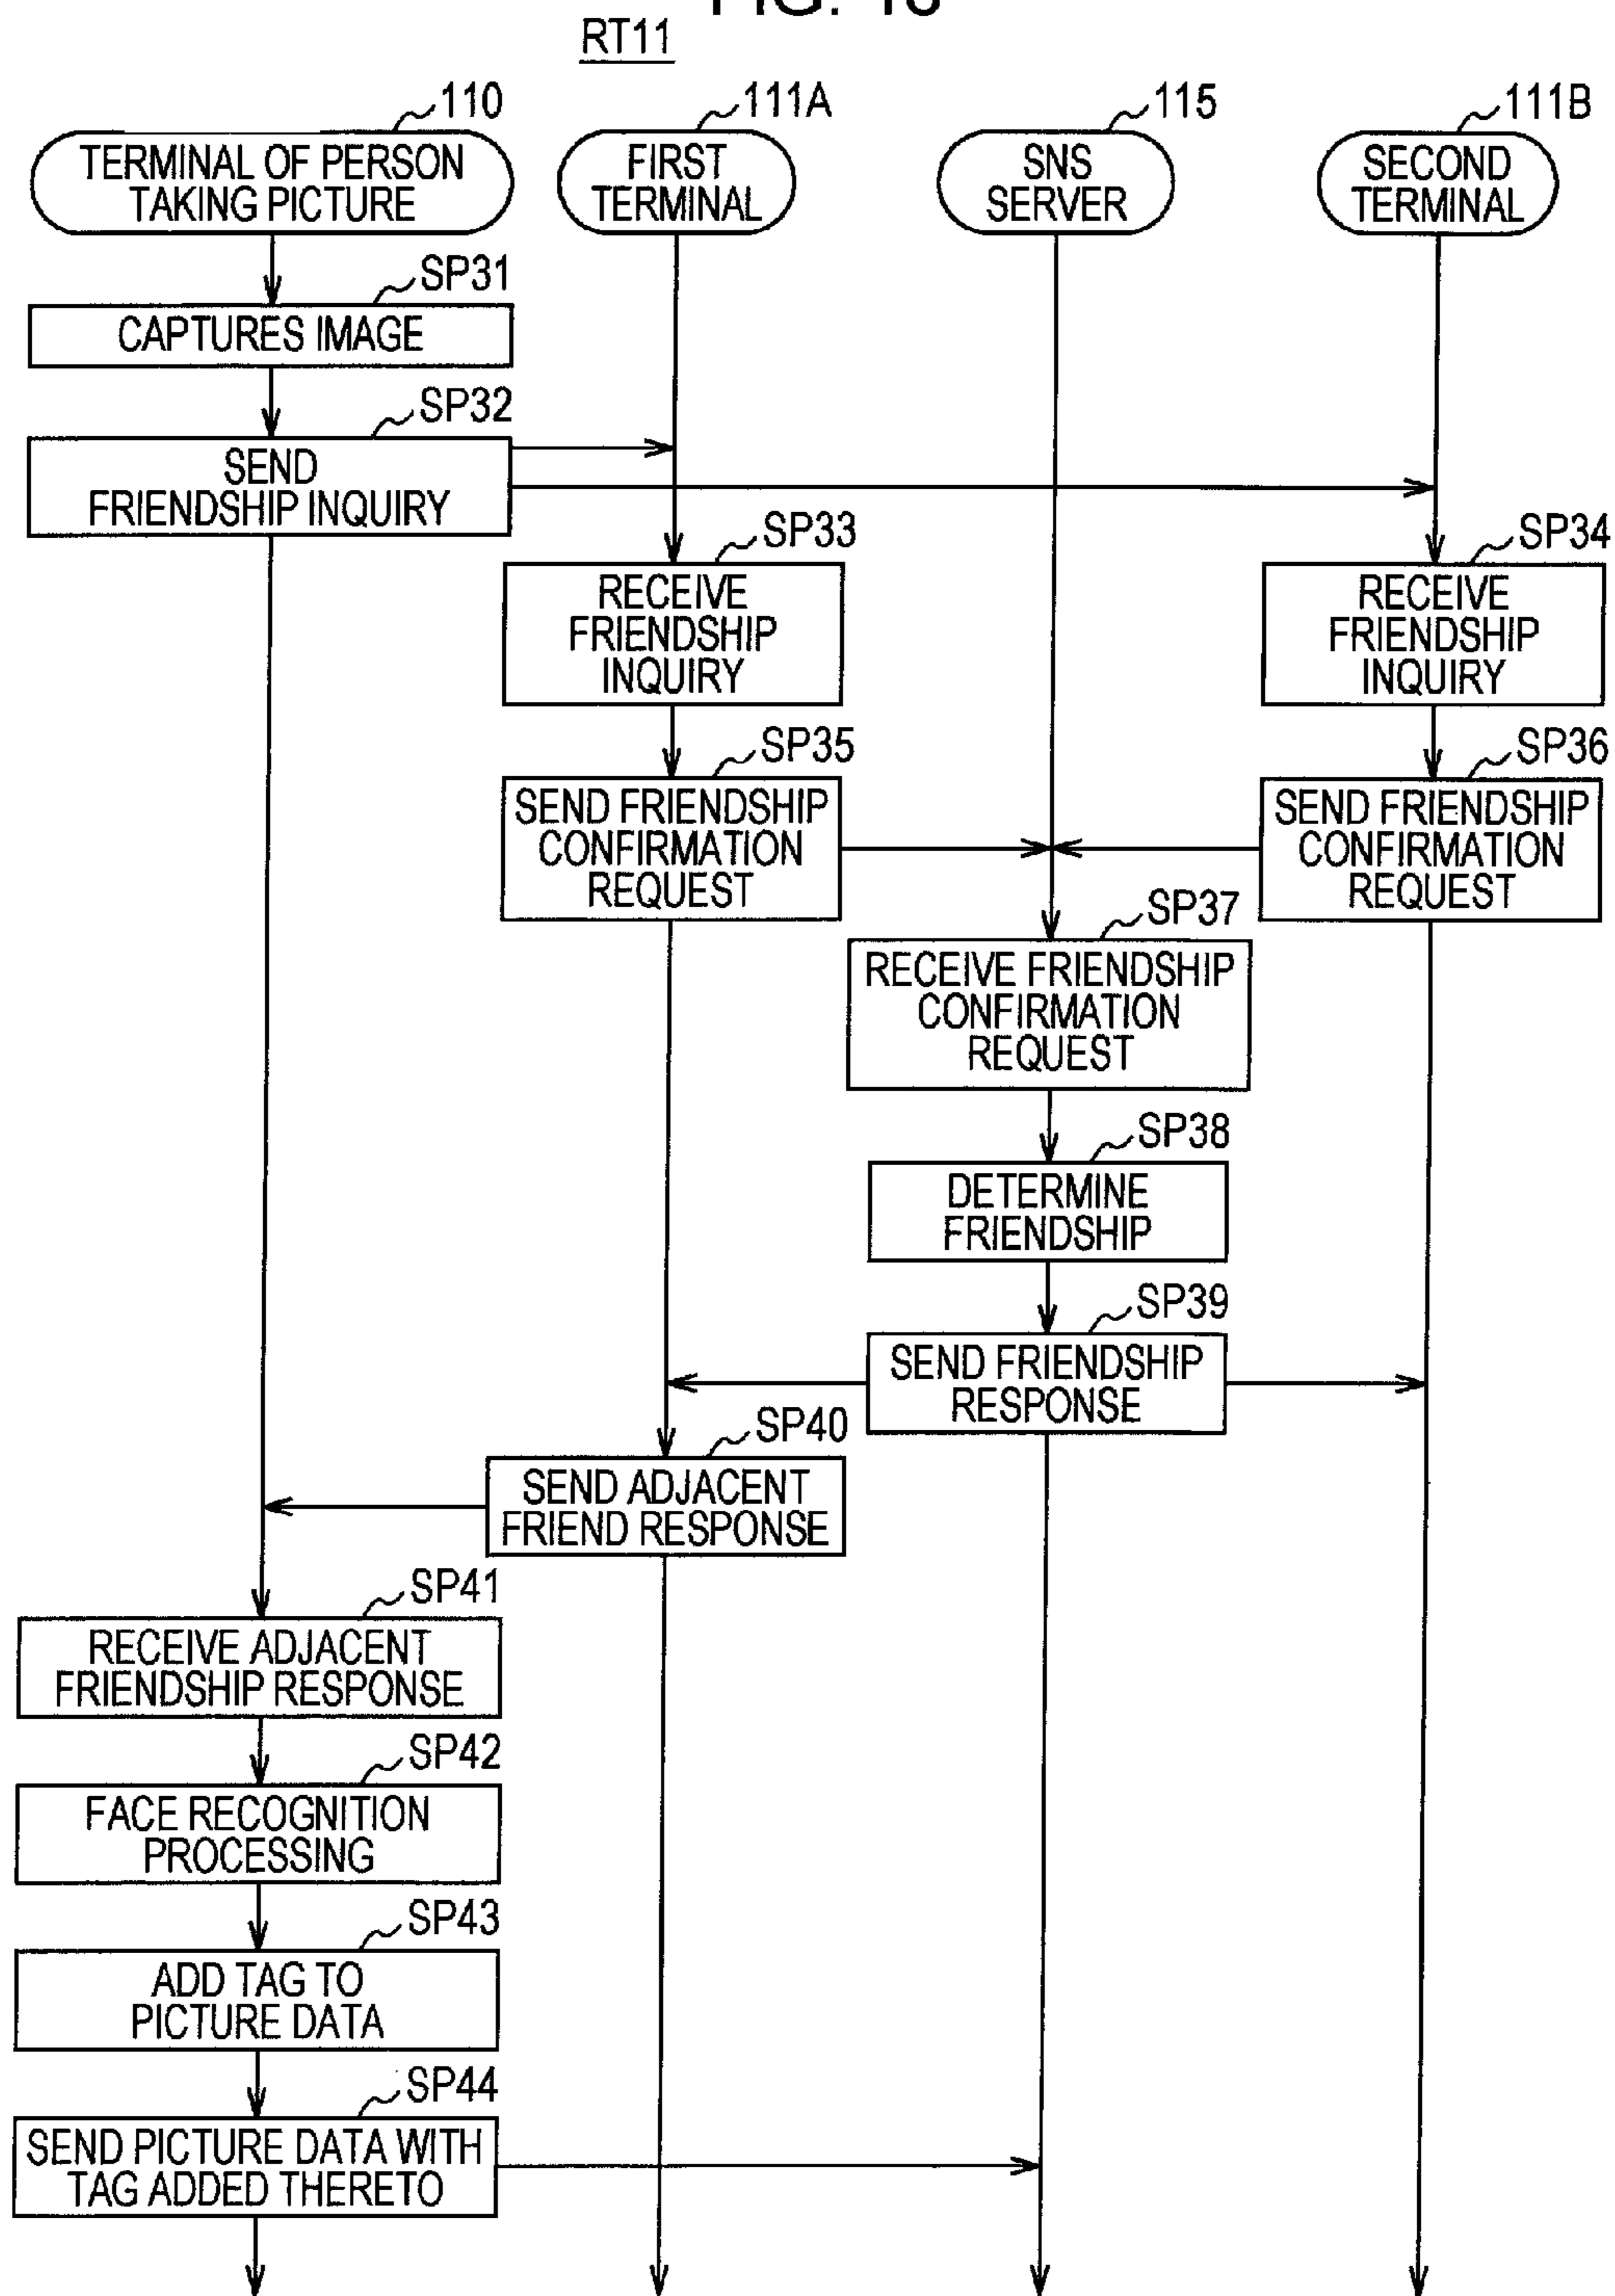 RT11
110
111A
115
111B
TERMINAL OF PERSON
TAKING PICTURE
FIRST
TERMINAL
SNS
SERVER
SECOND
TERMINAL
SP31
CAPTURES IMAGE
SP32
SEND
FRIENDSHIP INQUIRY
SP33
SP34
RECEIVE
FRIENDSHIP
INQUIRY
RECEIVE
FRIENDSHIP
INQUIRY
SP35
SP36
SEND FRIENDSHIP
CONFIRMATION
REQUEST
SEND FRIENDSHIP
CONFIRMATION
REQUEST
SP37
RECEIVE FRIENDSHIP
CONFIRMATION
REQUEST
SP38
DETERMINE
FRIENDSHIP
SP39
SEND FRIENDSHIP
RESPONSE
SP40
SEND ADJACENT
FRIEND RESPONSE
SP41
RECEIVE ADJACENT
FRIENDSHIP RESPONSE
SP42
FACE RECOGNITION
PROCESSING
SP43
ADD TAG TO
PICTURE DATA
SP44
SEND PICTURE DATA WITH
TAG ADDED THERETO